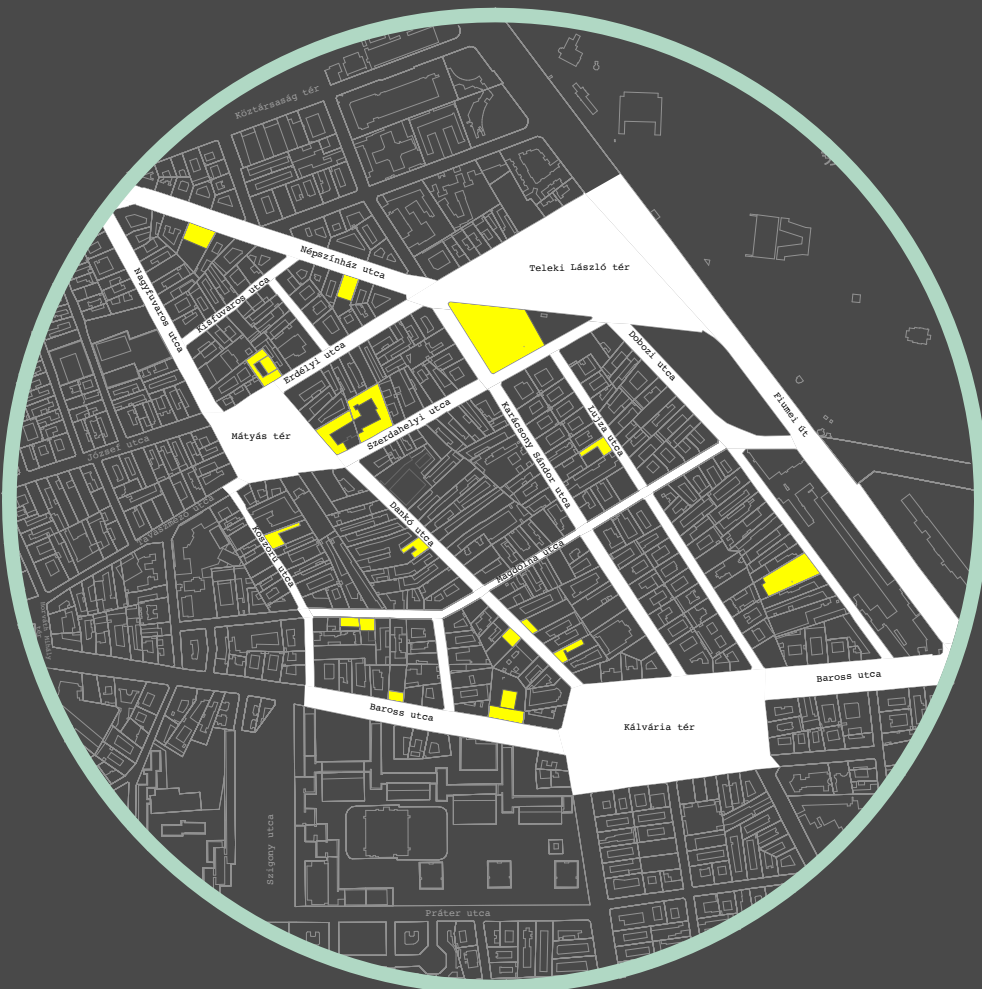 Köztársaság tér
Népszínház utca
Teleki László tér
Nagyfuvaros utca
Kisfuvaros utca
Erdélyi utca
Dobozi utca
Fiumei út
Mátyás tér
Szerdahelyi utca
Karácsony Sándor utca
Lujza utca
József utca
Tavaszmező utca
Koszorú utca
Dankó utca
Magdolna utca
Baross utca
Baross utca
Kálvária tér
Szigony utca
Práter utca